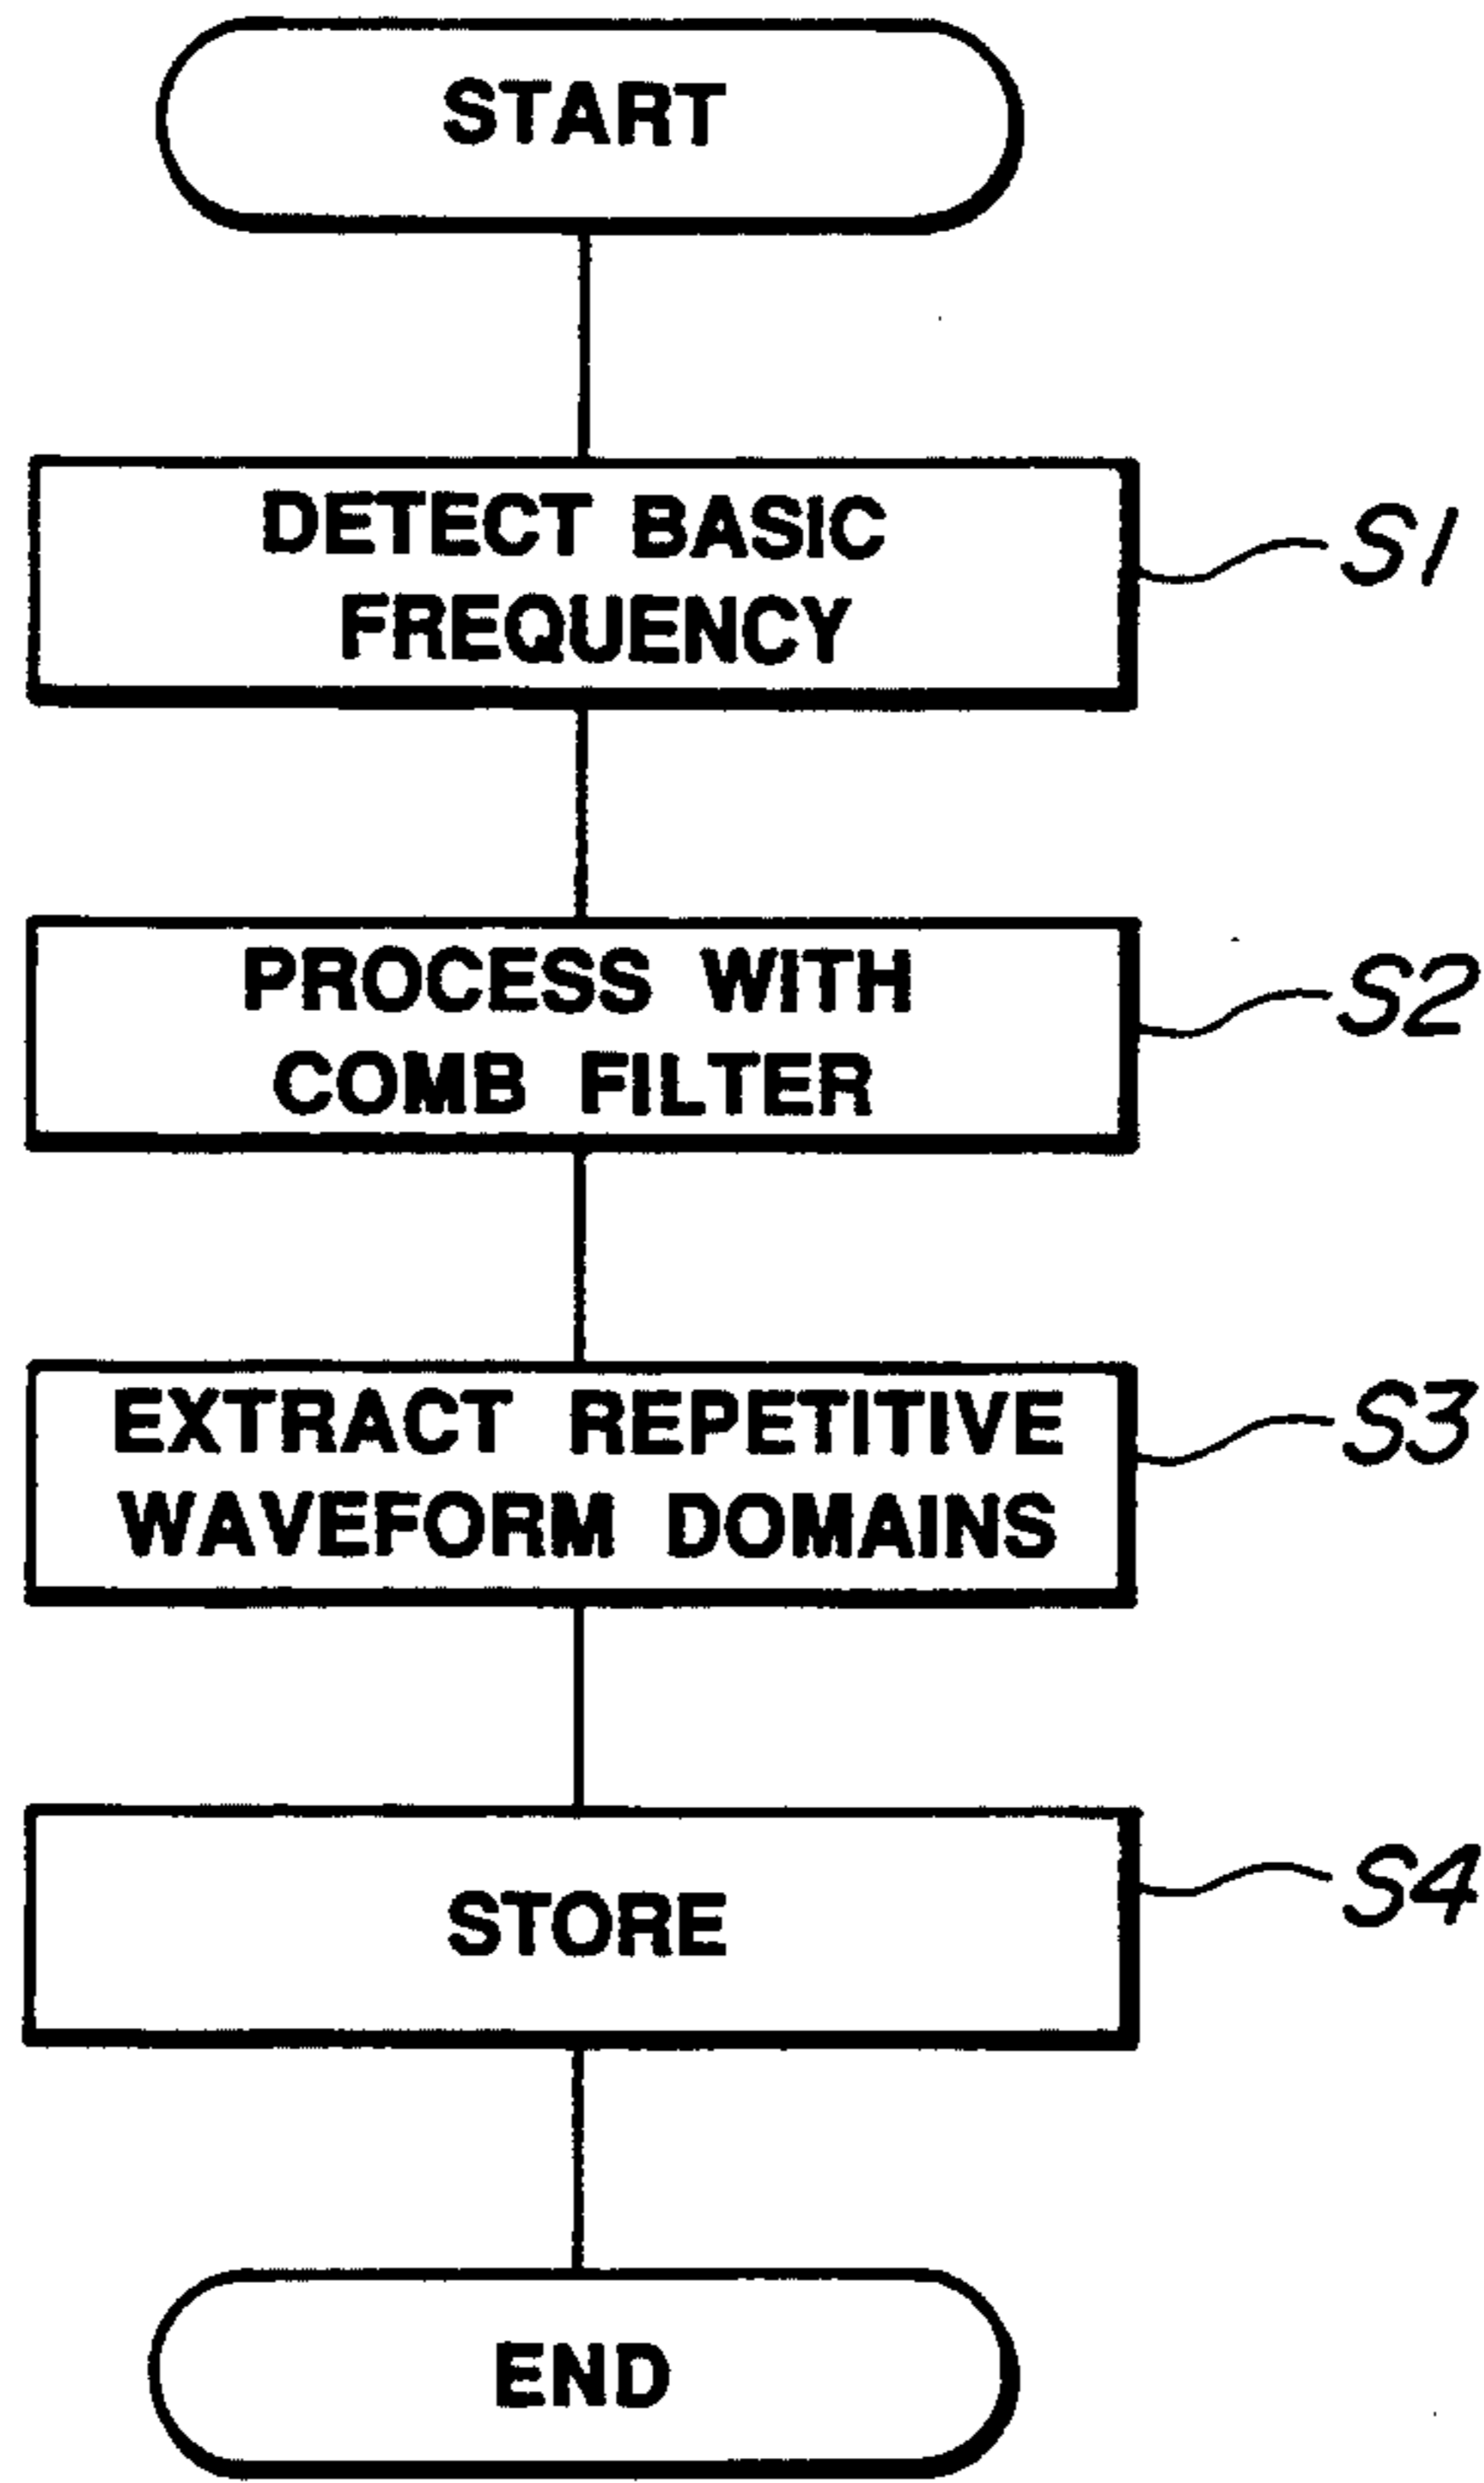 START
DETECT BASIC
FREQUENCY
S1
PROCESS WITH
COMB FILTER
S2
EXTRACT REPETITIVE
WAVEFORM DOMAINS
S3
STORE
S4
END